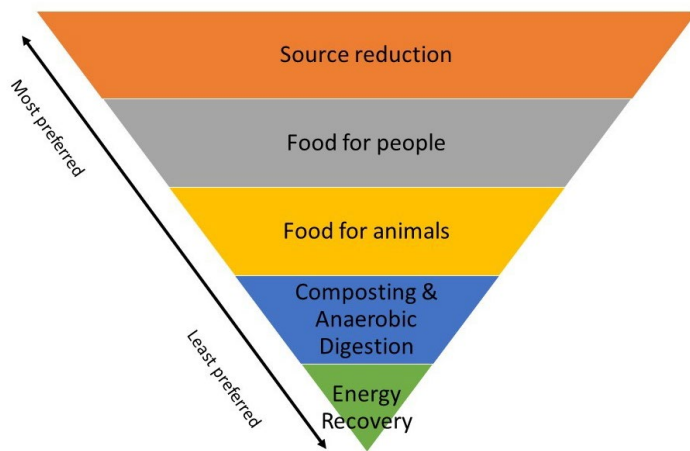 Source reduction
Food for people
Food for animals
Composting &
Anaerobic
Digestion
Energy
Recovery
Most preferred
Least preferred